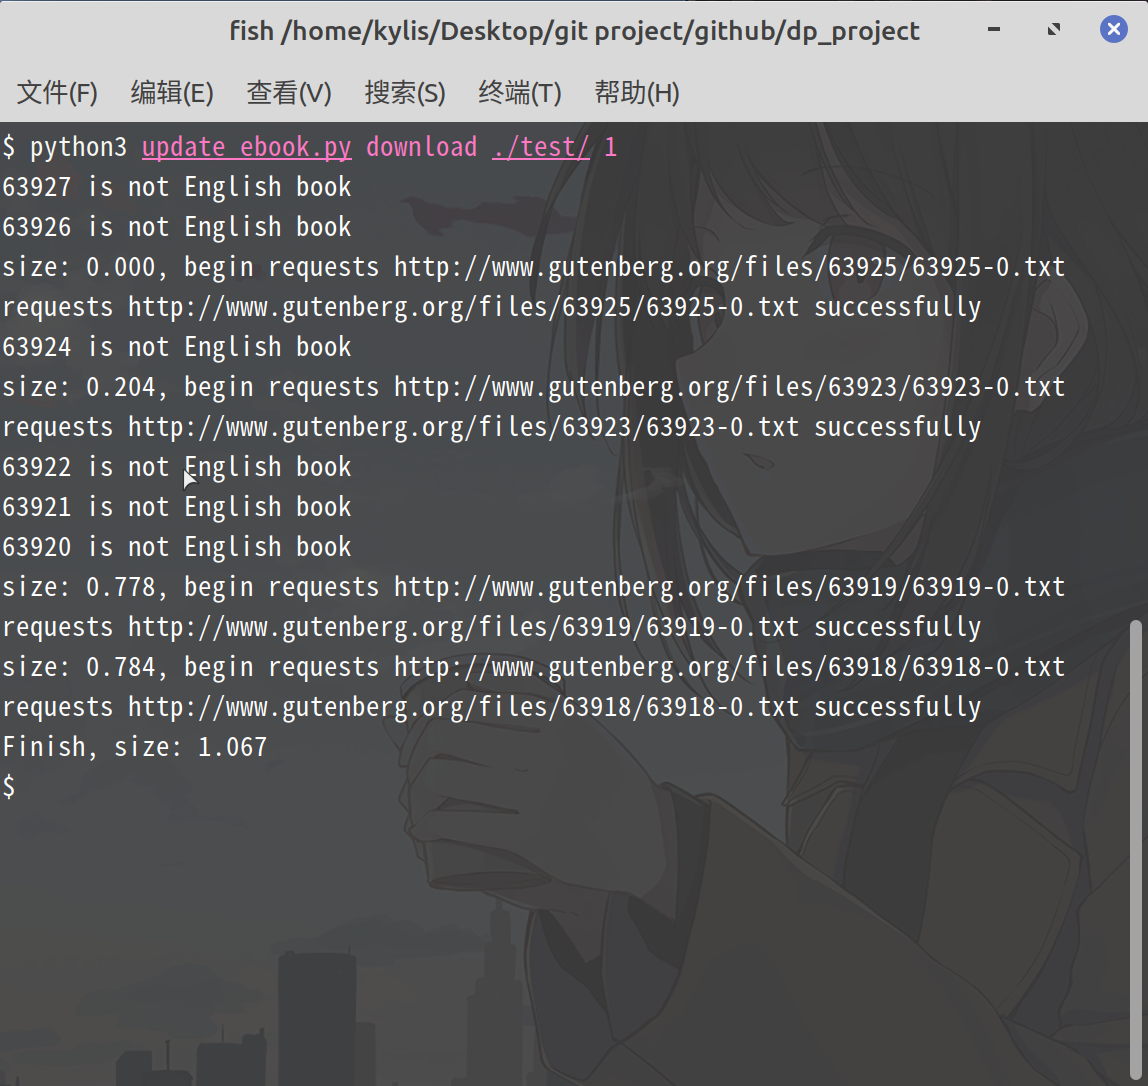 fish /home/kylis/Desktop/git project/github/dp_project
文件(F) 编辑(E) 查看(V) 搜索(S) 终端(T) 帮助(H)
$ python3 update_ebook.py download ./test/ 1
63927 is not English book
63926 is not English book
size: 0.000, begin requests http://www.gutenberg.org/files/63925/63925-0.txt
requests http://www.gutenberg.org/files/63925/63925-0.txt successfully
63924 is not English book
size: 0.204, begin requests http://www.gutenberg.org/files/63923/63923-0.txt
requests http://www.gutenberg.org/files/63923/63923-0.txt successfully
63922 is not English book
63921 is not English book
63920 is not English book
size: 0.778, begin requests http://www.gutenberg.org/files/63919/63919-0.txt
requests http://www.gutenberg.org/files/63919/63919-0.txt successfully
size: 0.784, begin requests http://www.gutenberg.org/files/63918/63918-0.txt
requests http://www.gutenberg.org/files/63918/63918-0.txt successfully
Finish, size: 1.067
$